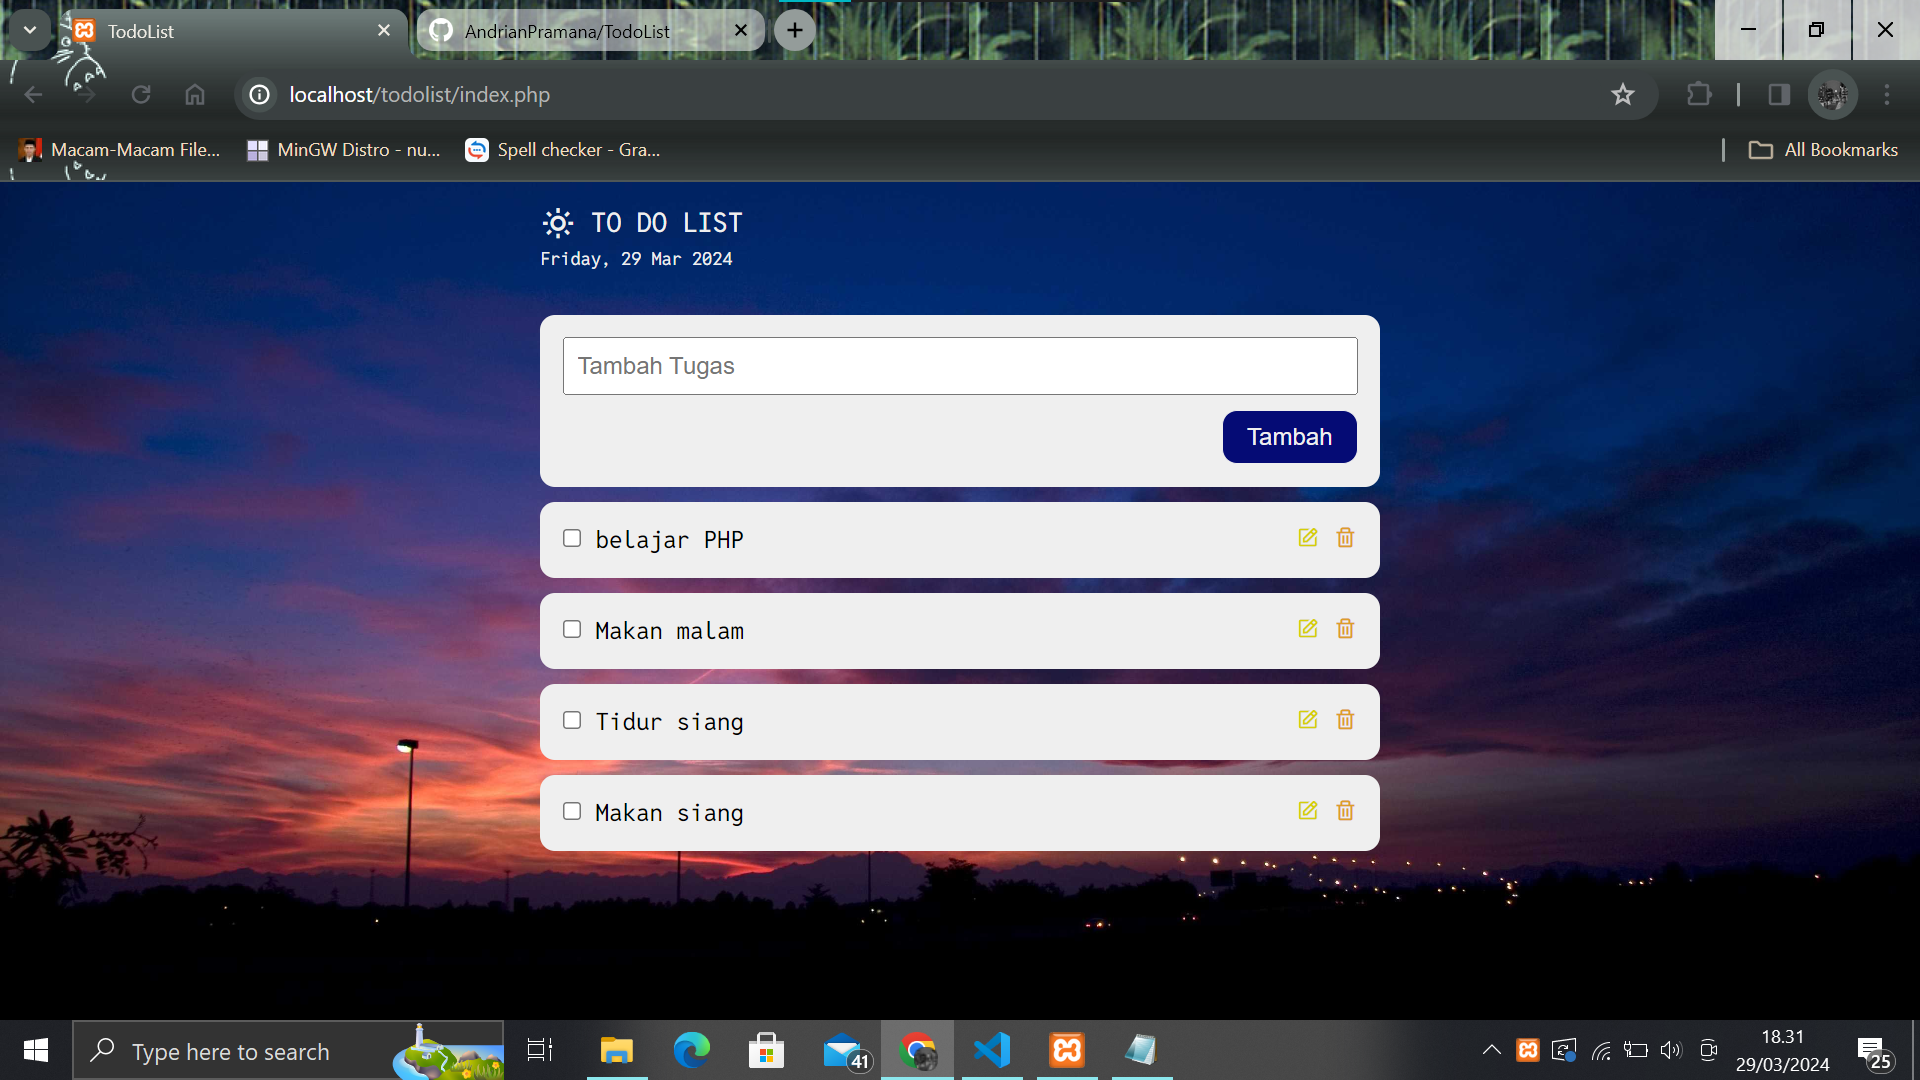 TodoList
AndrianPramana/TodoList
localhost/todolist/index.php
Macam-Macam File...
MinGW Distro - nu...
Spell checker - Gra...
All Bookmarks
TO DO LIST
Friday, 29 Mar 2024
Tambah Tugas
Tambah
belajar PHP
Makan malam
Tidur siang
Makan siang
Type here to search
41
18.31
29/03/2024
25